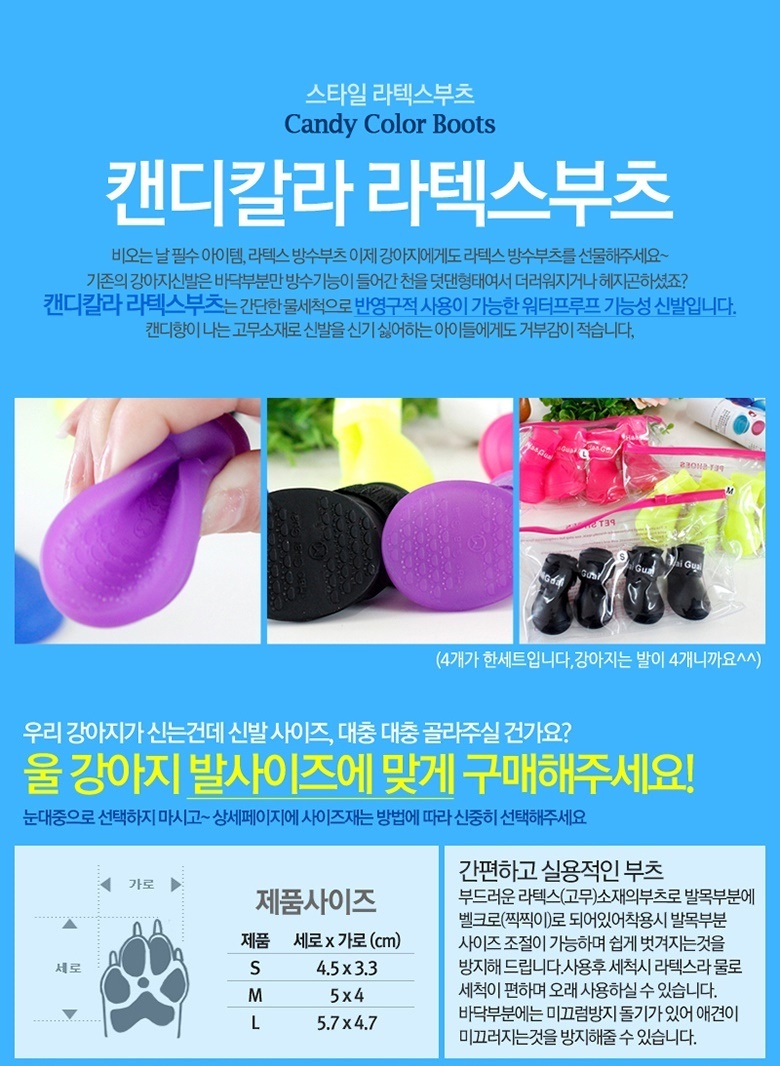 스타일 라텍스부츠
Candy Color Boots
캔디칼라 라텍스부츠
비오는 날 필수 아이템, 라텍스 방수부츠 이제 강아지에게도 라텍스 방수부츠를 선물해주세요~
기존의 강아지신발은 바닥부분만 방수기능이 들어간 천을 덧댄형태여서 더러워지거나 헤지곤하셨죠?
캔디칼라 라텍스부츠는 간단한 물세척으로 반영구적 사용이 가능한 워터프루프 기능성 신발입니다.
캔디향이 나는 고무소재로 신발을 신기 싫어하는 아이들에게도 거부감이 적습니다,
L
PET SHOES
M
PET SHOES
S
Guai
Guai
Guai Guai
(4개가 한세트입니다,강아지는 발이 4개니까요^^)
우리 강아지가 신는건데 신발 사이즈, 대충 대충 골라주실 건가요?
울 강아지 발사이즈에 맞게 구매해주세요!
눈대중으로 선택하지 마시고~ 상세페이지에 사이즈재는 방법에 따라 신중히 선택해주세요
가로
세로
제품사이즈
제품 세로 x 가로 (cm)
S 4.5 x 3.3
M 5 x 4
L 5.7 x 4.7
간편하고 실용적인 부츠
부드러운 라텍스(고무)소재의부츠로 발목부분에
벨크로(찍찍이)로 되어있어착용시 발목부분
사이즈 조절이 가능하며 쉽게 벗겨지는것을
방지해 드립니다.사용후 세척시 라텍스라 물로
세척이 편하며 오래 사용하실 수 있습니다.
바닥부분에는 미끄럼방지 돌기가 있어 애견이
미끄러지는것을 방지해줄 수 있습니다.